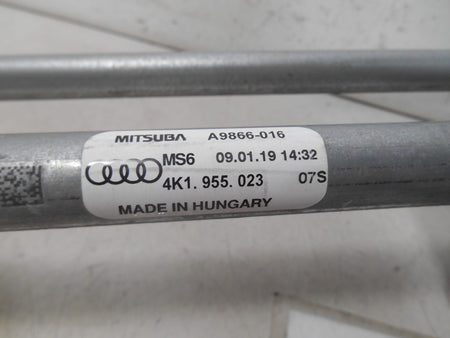 MITSUBA A9866-016
MS6 09.01.19 14:32
4K1. 955. 023 07S
MADE IN HUNGARY